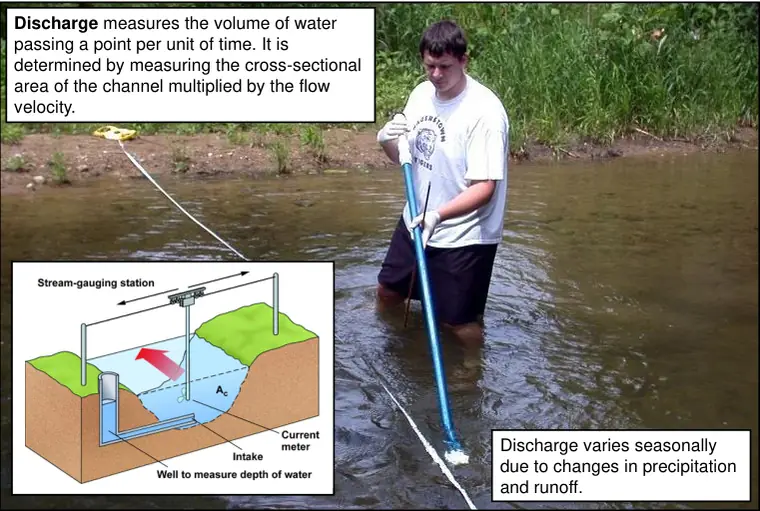 Discharge measures the volume of water
passing a point per unit of time. It is
determined by measuring the cross-sectional
area of the channel multiplied by the flow
velocity.
HAGERSTOWN
TIGERS
Stream-gauging station
Ac
Current
meter
Intake
Well to measure depth of water
Discharge varies seasonally
due to changes in precipitation
and runoff.